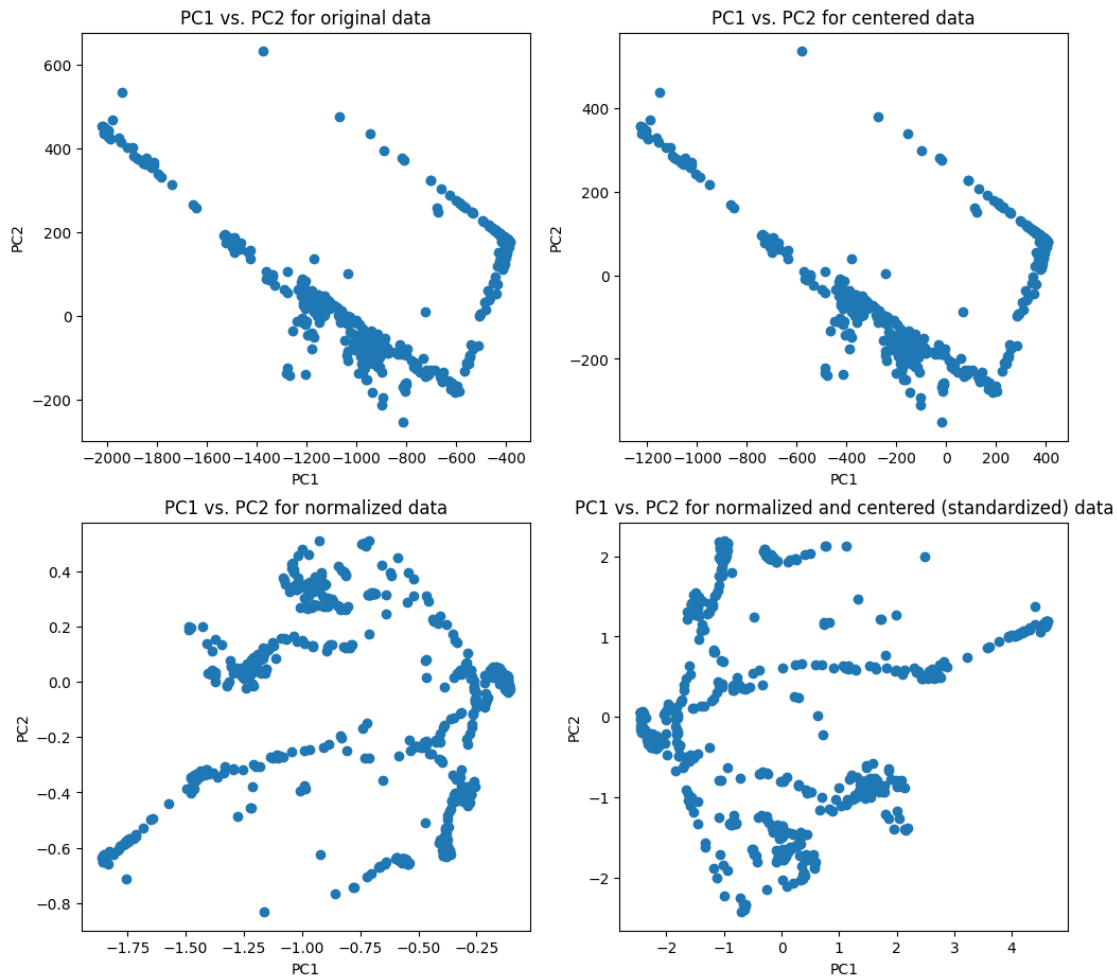 PC1 vs. PC2 for original data
PC2
600
400
200
0
−200
−2000 −1800 −1600 −1400 −1200 −1000 −800 −600 −400
PC1
PC1 vs. PC2 for centered data
PC2
400
200
0
−200
−1200 −1000 −800 −600 −400 −200 0 200 400
PC1
PC1 vs. PC2 for normalized data
PC2
0.4
0.2
0.0
−0.2
−0.4
−0.6
−0.8
−1.75 −1.50 −1.25 −1.00 −0.75 −0.50 −0.25
PC1
PC1 vs. PC2 for normalized and centered (standardized) data
PC2
2
1
0
−1
−2
−2 −1 0 1 2 3 4
PC1